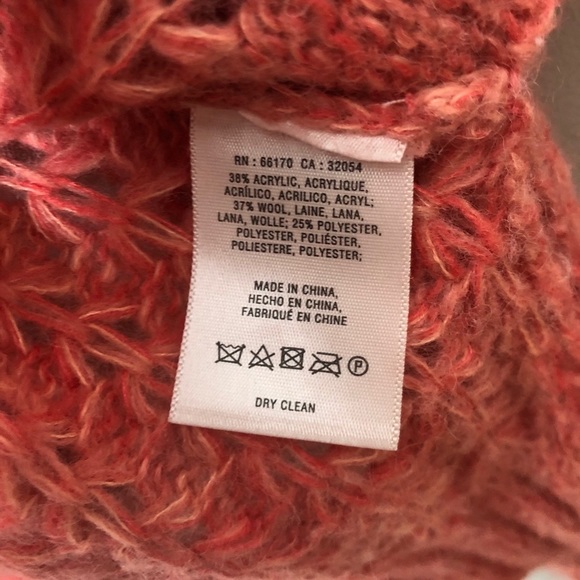 RN : 66170 CA : 32054
38% ACRYLIC, ACRYLIQUE,
ACRÍLICO, ACRILICO, ACRYL;
37% WOOL, LAINE, LANA,
LANA, WOLLE; 25% POLYESTER,
POLYESTER, POLIÉSTER,
POLIESTERE, POLYESTER;
MADE IN CHINA,
HECHO EN CHINA,
FABRIQUÉ EN CHINE
P
DRY CLEAN